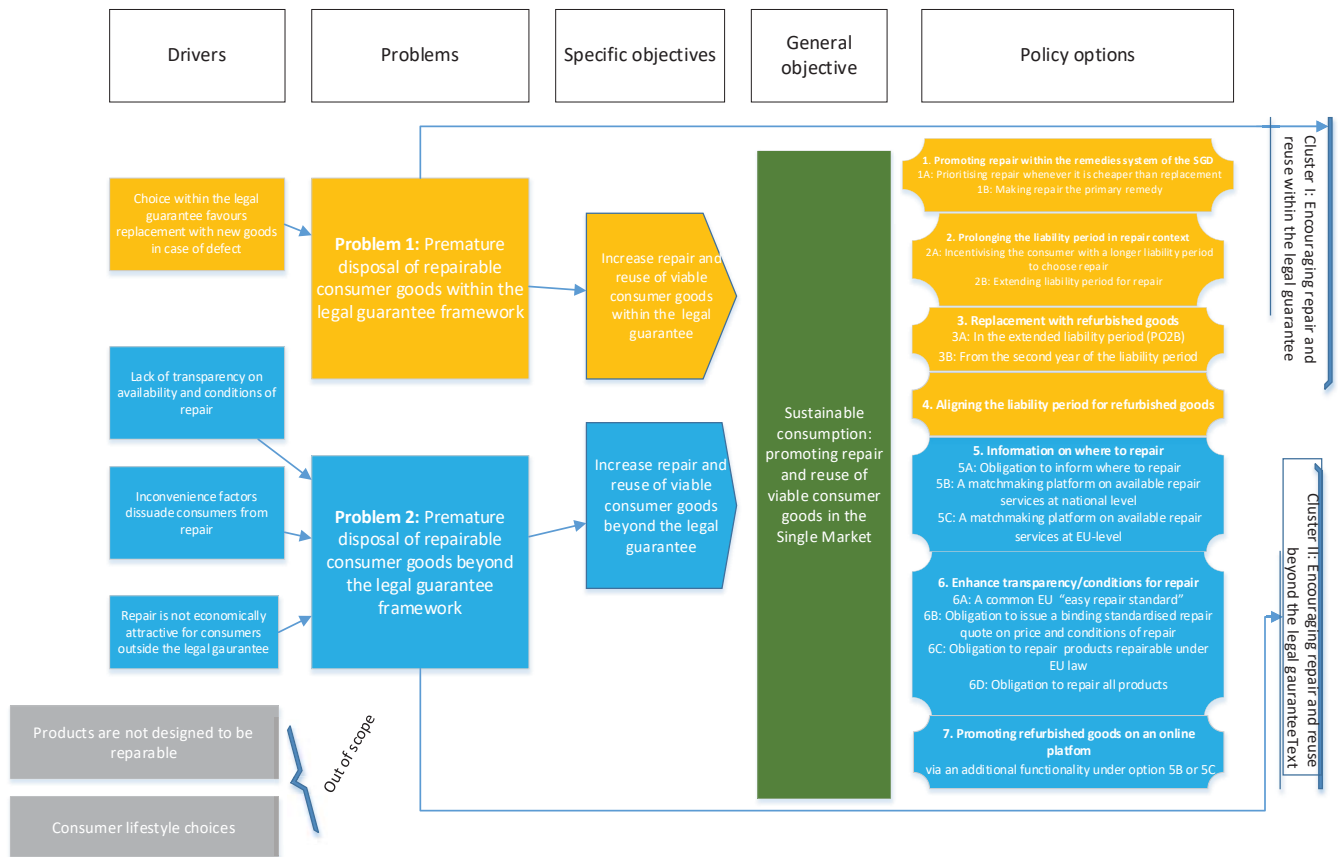 Drivers
Problems
Specific objectives
General
objective
Policy options
Choice within the legal
guarantee favours
replacement with new goods
in case of defect
Lack of transparency on
availability and conditions of
repair
Inconvenience factors
dissuade consumers from
repair
Repair is not economically
attractive for consumers
outside the legal gaurantee
Products are not designed to be
reparable
Consumer lifestyle choices
Out of scope
Problem 1: Premature
disposal of repairable
consumer goods within the
legal guarantee framework
Problem 2: Premature
disposal of repairable
consumer goods beyond
the legal guarantee
framework
Increase repair and
reuse of viable
consumer goods
within the legal
guarantee
Increase repair and
reuse of viable
consumer goods
beyond the legal
guarantee
Sustainable
consumption:
promoting repair
and reuse of
viable consumer
goods in the
Single Market
1. Promoting repair within the remedies system of the SGD
1A: Prioritising repair whenever it is cheaper than replacement
1B: Making repair the primary remedy
2. Prolonging the liability period in repair context
2A: Incentivising the consumer with a longer liability period
to choose repair
2B: Extending liability period for repair
3. Replacement with refurbished goods
3A: In the extended liability period (PO2B)
3B: From the second year of the liability period
4. Aligning the liability period for refurbished goods
5. Information on where to repair
5A: Obligation to inform where to repair
5B: A matchmaking platform on available repair
services at national level
5C: A matchmaking platform on available repair
services at EU-level
6. Enhance transparency/conditions for repair
6A: A common EU “easy repair standard”
6B: Obligation to issue a binding standardised repair
quote on price and conditions of repair
6C: Obligation to repair products repairable under
EU law
6D: Obligation to repair all products
7. Promoting refurbished goods on an online
platfom
via an additional functionality under option 5B or 5C
Cluster I: Encouraging repair and
reuse within the legal guarantee
Cluster II: Encouraging repair and reuse
beyond the legal gauranteeText